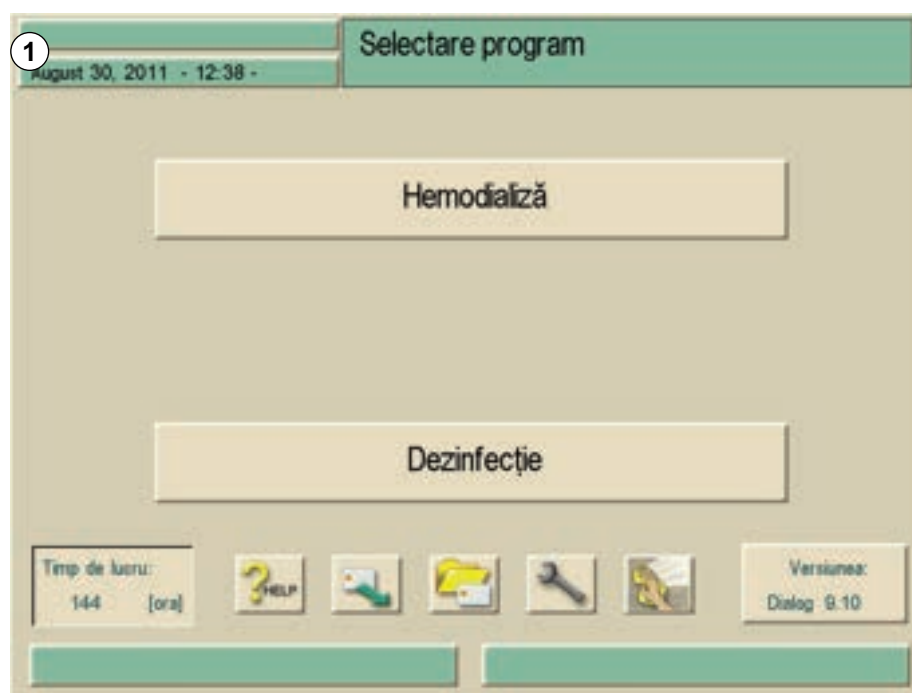 1
Selectare program
August 30, 2011 - 12:38 -
Hemodializă
Dezinfecție
Timp de lucru:
144 [ora]
?HELP
Versiunea:
Dialog 9.10